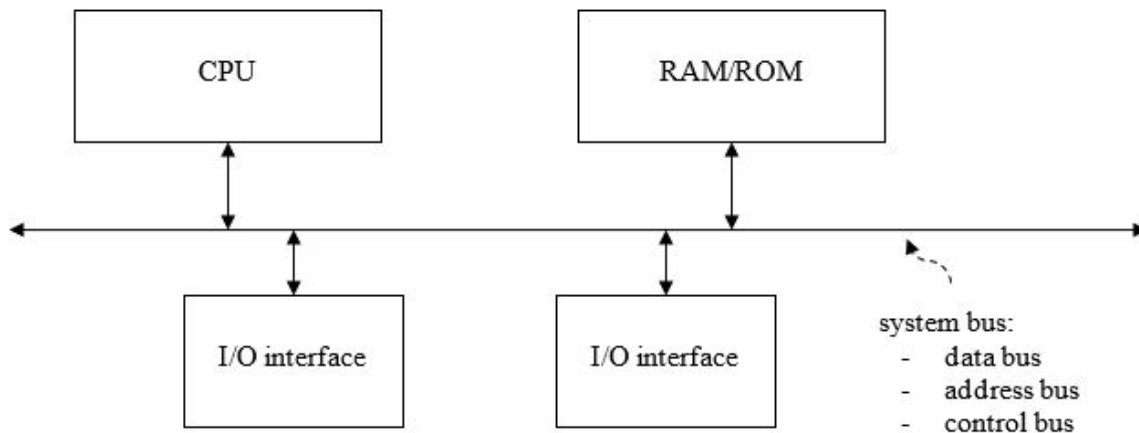 CPU
RAM/ROM
I/O interface
I/O interface
system bus:
- data bus
- address bus
- control bus